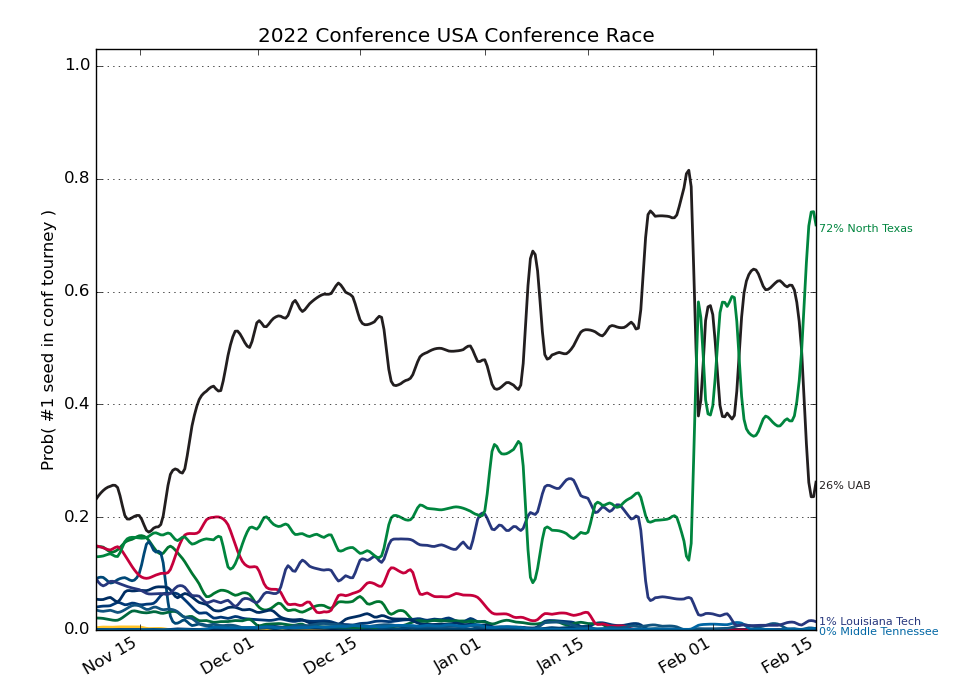 2022 Conference USA Conference Race
Prob( #1 seed in conf tourney )
1.0
0.8
0.6
0.4
0.2
0.0
72% North Texas
26% UAB
1% Louisiana Tech
0% Middle Tennessee
Nov 15
Dec 01
Dec 15
Jan 01
Jan 15
Feb 01
Feb 15